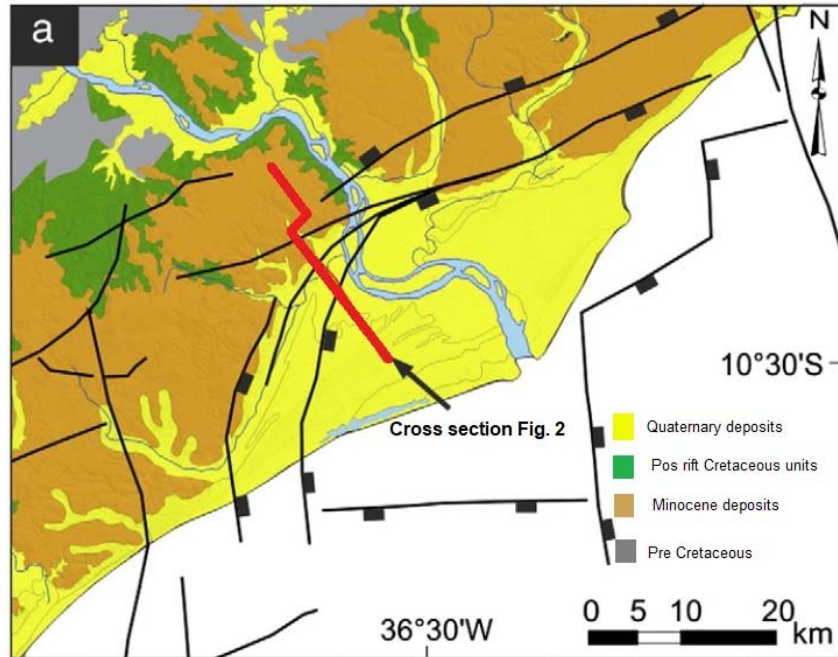 a
N
10°30'S
Cross section Fig. 2
Quaternary deposits
Pos rift Cretaceous units
Minocene deposits
Pre Cretaceous
0 5 10 20
km
36°30'W